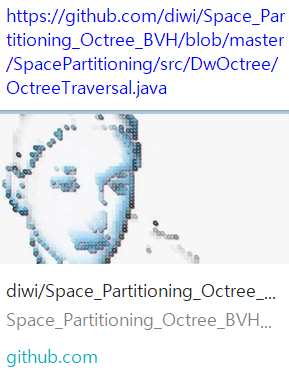 https://github.com/diwi/Space_Par
titioning_Octree_BVH/blob/master
/SpacePartitioning/src/DwOctree/
OctreeTraversal.java
diwi/Space_Partitioning_Octree_...
Space_Partitioning_Octree_BVH...
github.com